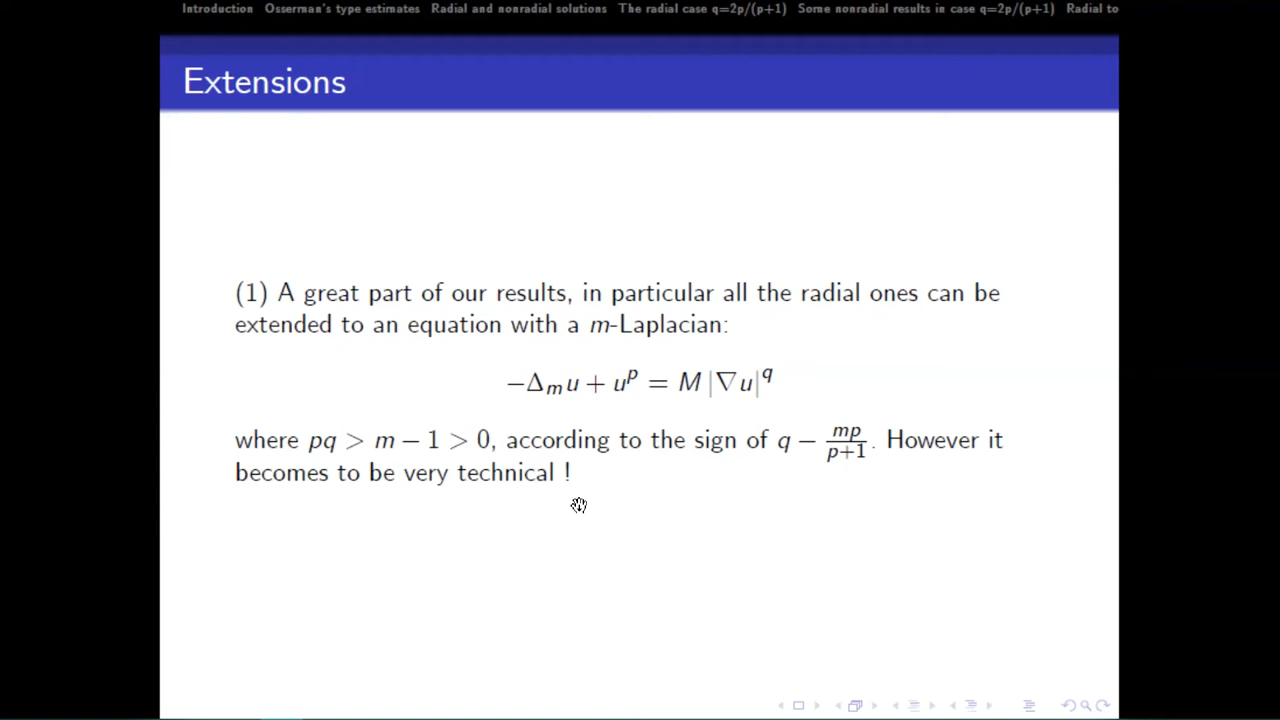 Introduction Osserman's type estimates Radial and nonradial solutions The radial case q=2p/(p+1) Some nonradial results in case q=2p/(p+1) Radial to
Extensions
(1) A great part of our results, in particular all the radial ones can be
extended to an equation with a m-Laplacian:
−Δₘu + uᵖ = M |∇u|^q
where pq > m − 1 > 0, according to the sign of q − mp/(p+1). However it
becomes to be very technical !